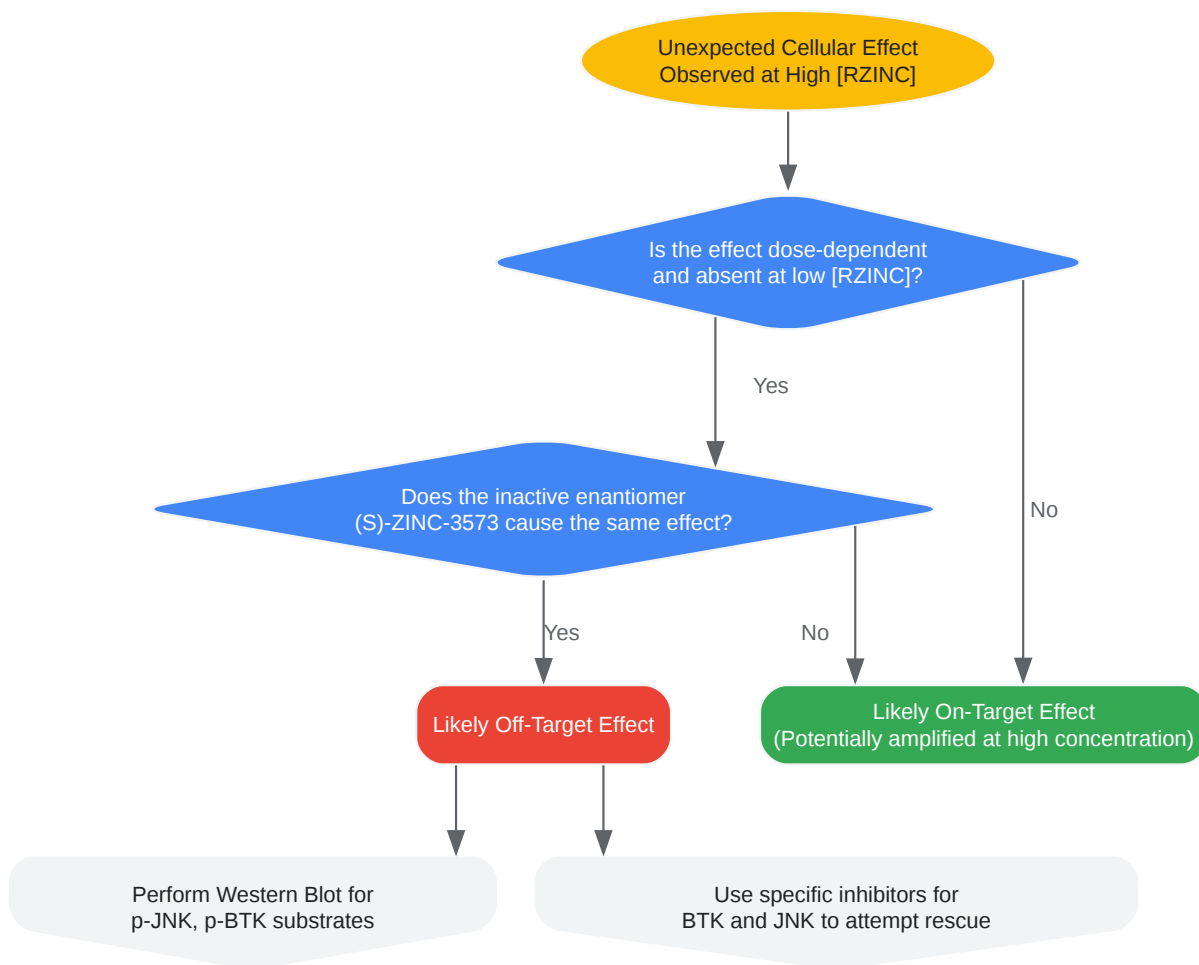 Unexpected Cellular Effect
Observed at High [RZINC]
Is the effect dose-dependent
and absent at low [RZINC]?
Yes
Does the inactive enantiomer
(S)-ZINC-3573 cause the same effect?
No
Yes
No
Likely Off-Target Effect
Likely On-Target Effect
(Potentially amplified at high concentration)
Perform Western Blot for
p-JNK, p-BTK substrates
Use specific inhibitors for
BTK and JNK to attempt rescue